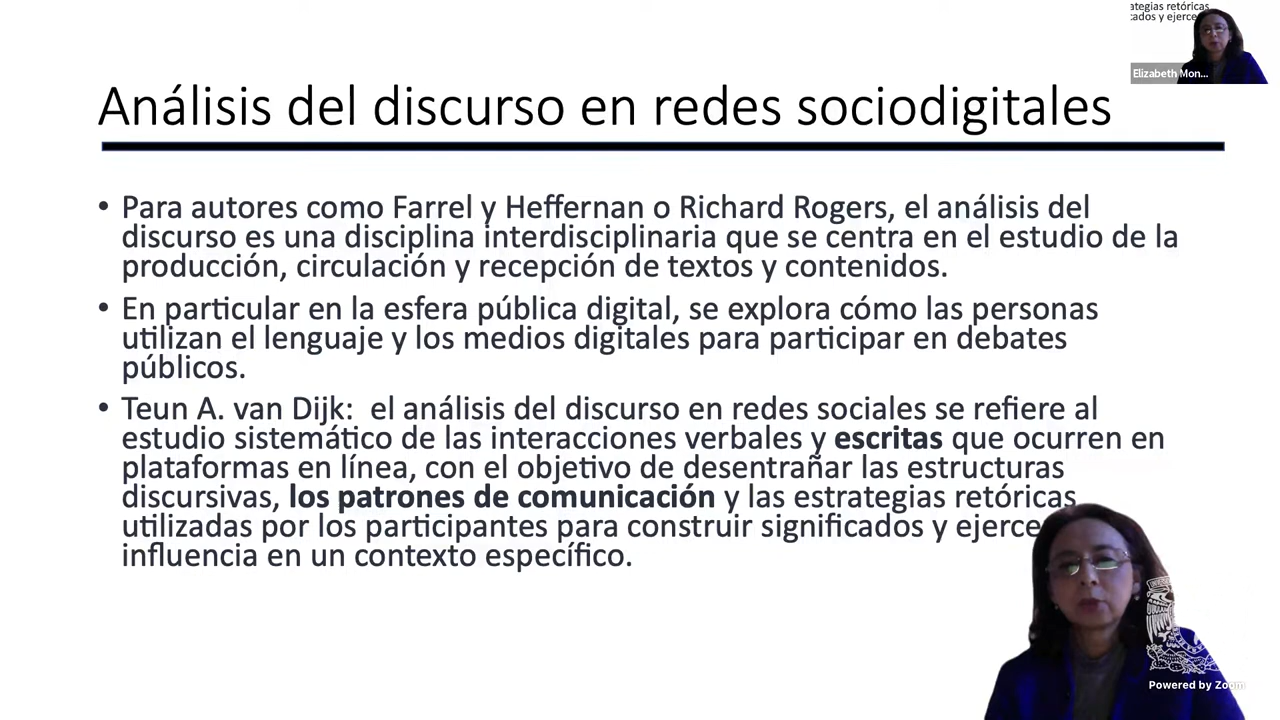 ategias retóricas
cados y ejerce
Elizabeth Mon...
Análisis del discurso en redes sociodigitales
• Para autores como Farrel y Heffernan o Richard Rogers, el análisis del
discurso es una disciplina interdisciplinaria que se centra en el estudio de la
producción, circulación y recepción de textos y contenidos.
• En particular en la esfera pública digital, se explora cómo las personas
utilizan el lenguaje y los medios digitales para participar en debates
públicos.
• Teun A. van Dijk:  el análisis del discurso en redes sociales se refiere al
estudio sistemático de las interacciones verbales y escritas que ocurren en
plataformas en línea, con el objetivo de desentrañar las estructuras
discursivas, los patrones de comunicación y las estrategias retóricas
utilizadas por los participantes para construir significados y ejerce
influencia en un contexto específico.
Powered by Zoom